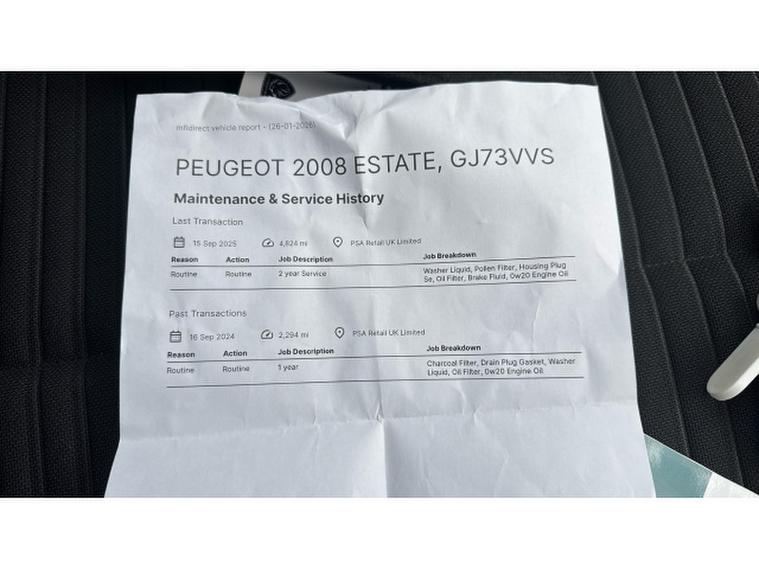 mfldirect vehicle report - (26-01-2026)
PEUGEOT 2008 ESTATE, GJ73VVS
Maintenance & Service History
Last Transaction
15 Sep 2025 4,824 mi PSA Retail UK Limited
Reason Action Job Description Job Breakdown
Routine Routine 2 year Service Washer Liquid, Pollen Filter, Housing Plug
Se, Oil Filter, Brake Fluid, 0w20 Engine Oil
Past Transactions
16 Sep 2024 2,294 mi PSA Retail UK Limited
Reason Action Job Description Job Breakdown
Routine Routine 1 year Charcoal Filter, Drain Plug Gasket, Washer
Liquid, Oil Filter, 0w20 Engine Oil